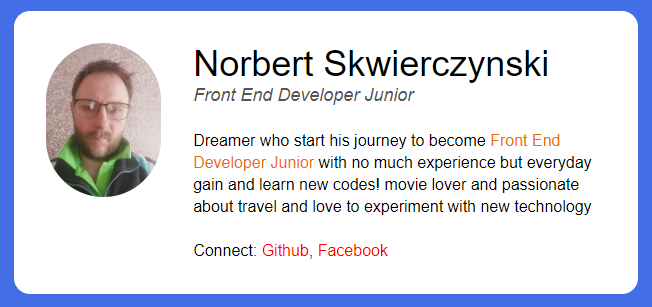 Norbert Skwierczynski
Front End Developer Junior
Dreamer who start his journey to become Front End
Developer Junior with no much experience but everyday
gain and learn new codes! movie lover and passionate
about travel and love to experiment with new technology
Connect: Github, Facebook